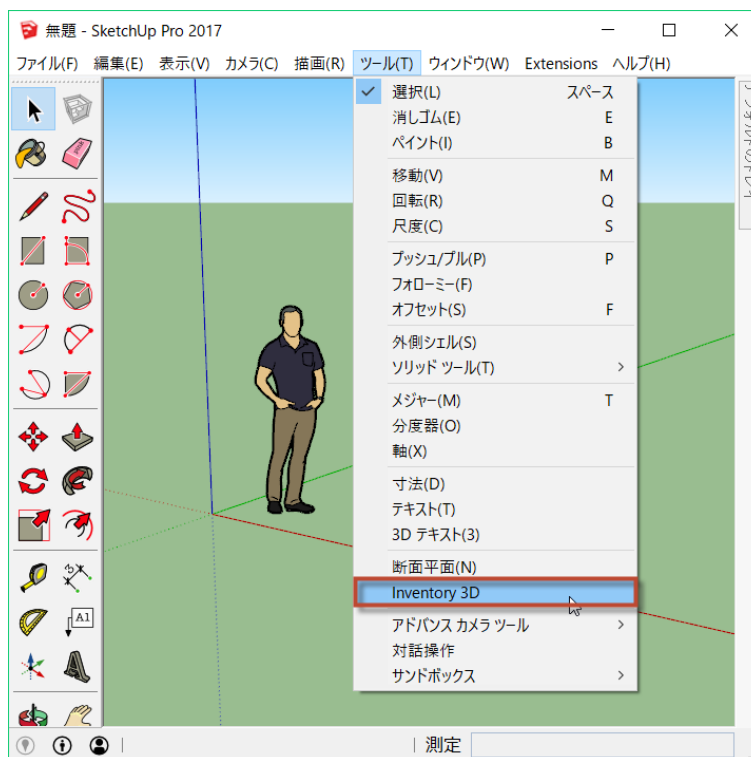 無題 - SketchUp Pro 2017
ファイル(F) 編集(E) 表示(V) カメラ(C) 描画(R) ツール(T) ウィンドウ(W) Extensions ヘルプ(H)
選択(L) スペース
消しゴム(E) E
ペイント(I) B
移動(V) M
回転(R) Q
尺度(C) S
プッシュ/プル(P) P
フォローミー(F)
オフセット(S) F
外側シェル(S)
ソリッド ツール(T)
メジャー(M) T
分度器(O)
軸(X)
寸法(D)
テキスト(T)
3D テキスト(3)
断面平面(N)
Inventory 3D
アドバンス カメラ ツール
対話操作
サンドボックス
A1
測定